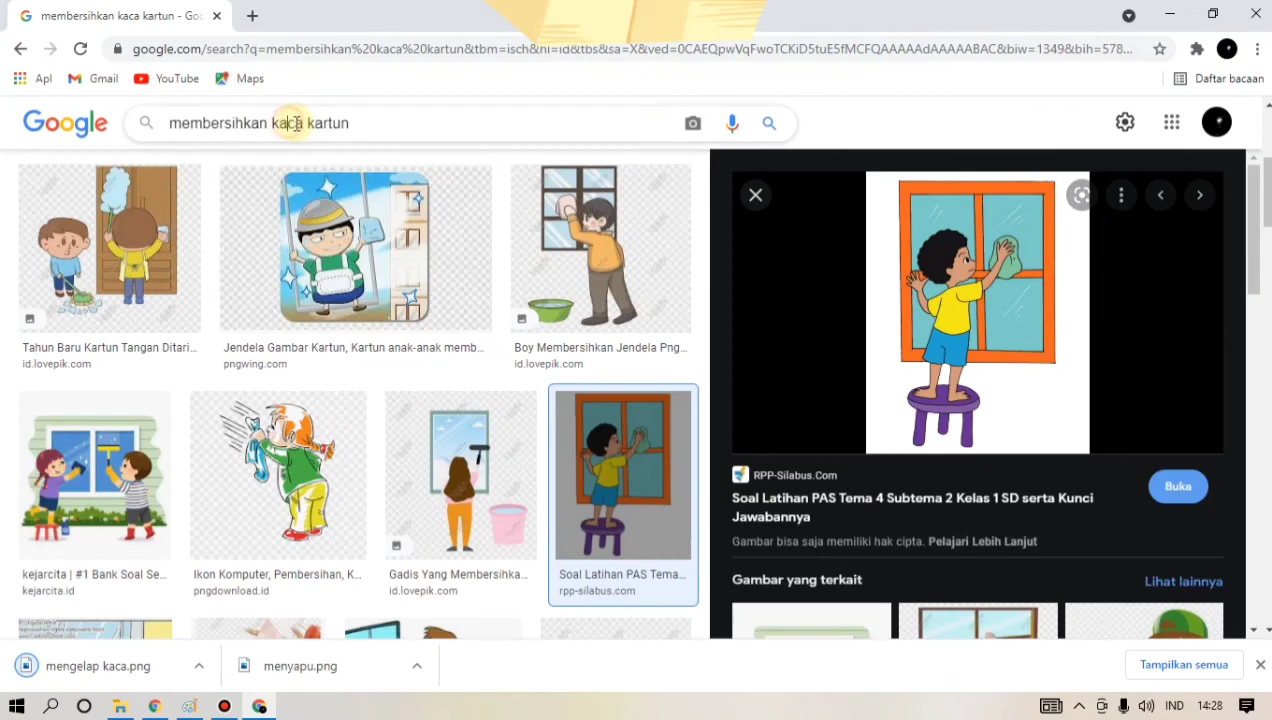 membersihkan kaca kartun - Goo
google.com/search?q=membersihkan%20kaca%20kartun&tbm=isch&hl=id&tbs&sa=X&ved=0CAEQpwVqFwoTCKiD5tuE5fMCFQAAAAAdAAAAABAC&biw=1349&bih=578...
Apl
Gmail
YouTube
Maps
Daftar bacaan
Google
membersihkan kaca kartun
Tahun Baru Kartun Tangan Ditari...
id.lovepik.com
Jendela Gambar Kartun, Kartun anak-anak memb...
pngwing.com
Boy Membersihkan Jendela Png...
id.lovepik.com
kejarcita | #1 Bank Soal Se...
kejarcita.id
Ikon Komputer, Pembersihan, K...
pngdownload.id
Gadis Yang Membersihka...
id.lovepik.com
Soal Latihan PAS Tema...
rpp-silabus.com
RPP-Silabus.Com
Soal Latihan PAS Tema 4 Subtema 2 Kelas 1 SD serta Kunci
Jawabannya
Buka
Gambar bisa saja memiliki hak cipta. Pelajari Lebih Lanjut
Gambar yang terkait
Lihat lainnya
mengelap kaca.png
menyapu.png
Tampilkan semua
IND
14:28